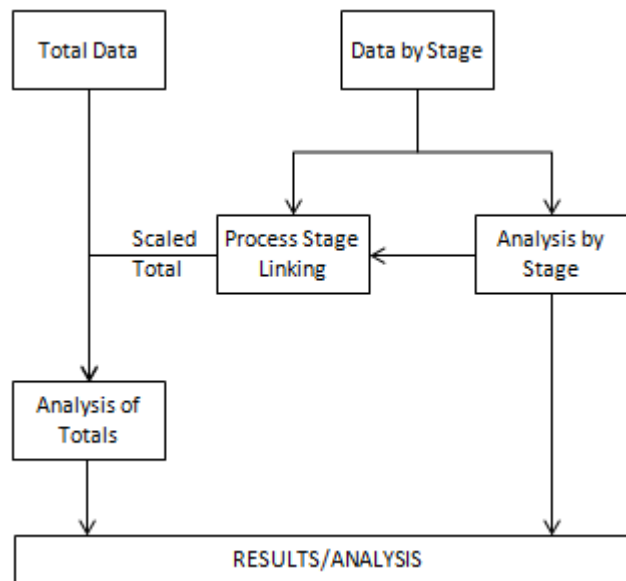 Total Data
Data by Stage
Scaled
Total
Process Stage
Linking
Analysis by
Stage
Analysis of
Totals
RESULTS/ANALYSIS